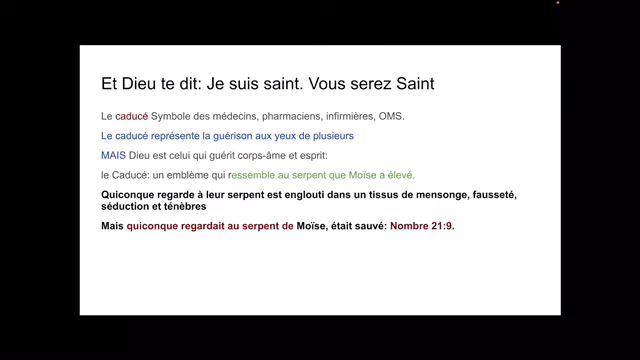 Et Dieu te dit: Je suis saint. Vous serez Saint
Le caducé Symbole des médecins, pharmaciens, infirmières, OMS.
Le caducé représente la guérison aux yeux de plusieurs
MAIS Dieu est celui qui guérit corps-âme et esprit:
le Caducé: un emblème qui ressemble au serpent que Moïse a élevé.
Quiconque regarde à leur serpent est englouti dans un tissus de mensonge, fausseté,
séduction et ténèbres
Mais quiconque regardait au serpent de Moïse, était sauvé: Nombre 21:9.